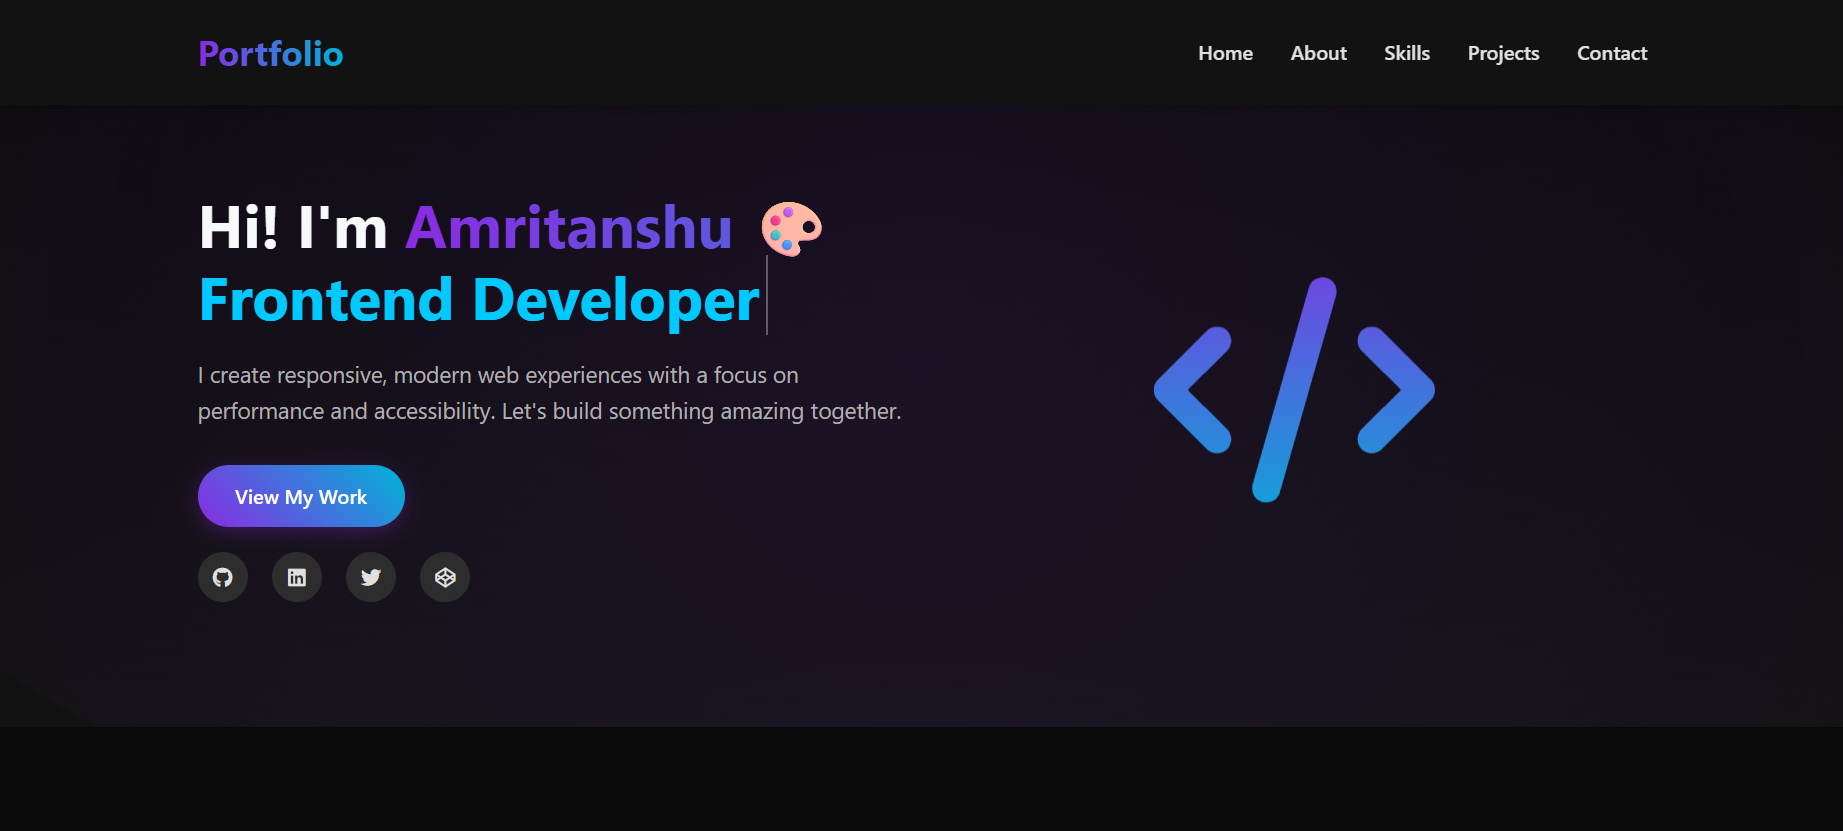 Portfolio
Home About Skills Projects Contact
Hi! I'm Amritanshu 🎨
Frontend Developer
I create responsive, modern web experiences with a focus on
performance and accessibility. Let's build something amazing together.
View My Work